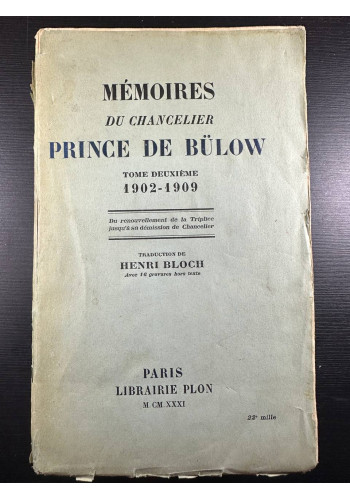 MÉMOIRES
DU CHANCELIER
PRINCE DE BÜLOW
TOME DEUXIÈME
1902-1909
Du renouvellement de la Triplice
jusqu'à sa démission de Chancelier
TRADUCTION DE
HENRI BLOCH
Avec 16 gravures hors texte
PARIS
LIBRAIRIE PLON
M CM XXXI
22e mille